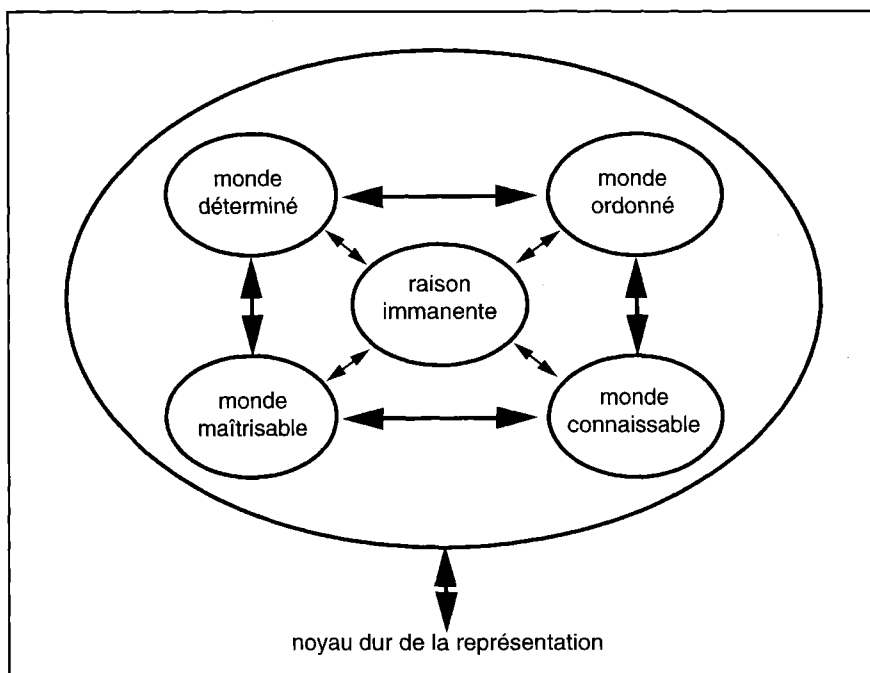 monde
déterminé
monde
ordonné
raison
immanente
monde
maîtrisable
monde
connaissable
noyau dur de la représentation